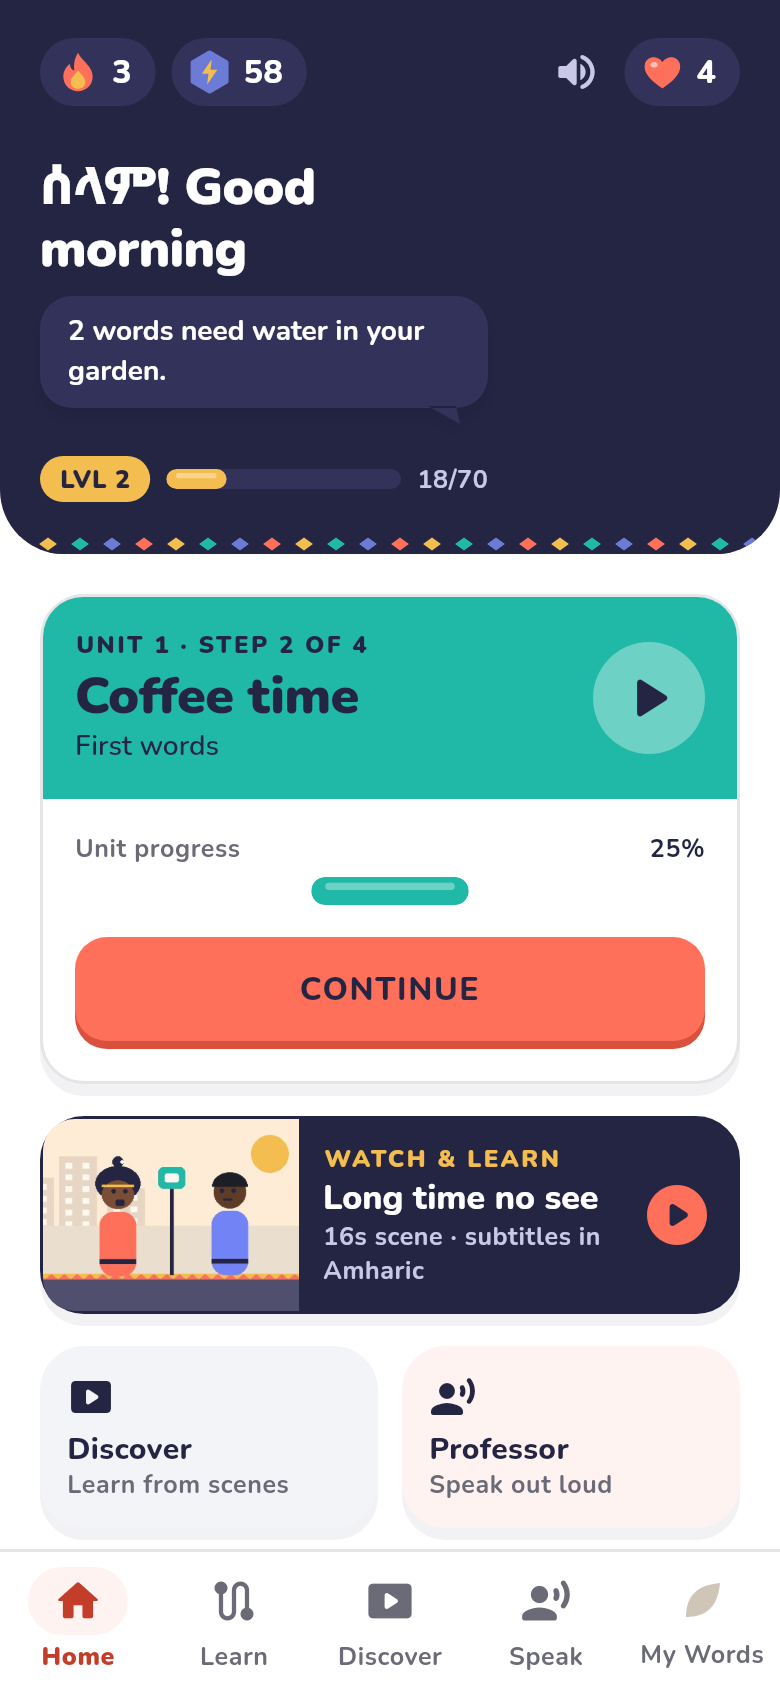 3
58
4
ሰላም! Good
morning
2 words need water in your
garden.
LVL 2
18/70
UNIT 1 · STEP 2 OF 4
Coffee time
First words
Unit progress
25%
CONTINUE
WATCH & LEARN
Long time no see
16s scene · subtitles in
Amharic
Discover
Learn from scenes
Professor
Speak out loud
Home
Learn
Discover
Speak
My Words